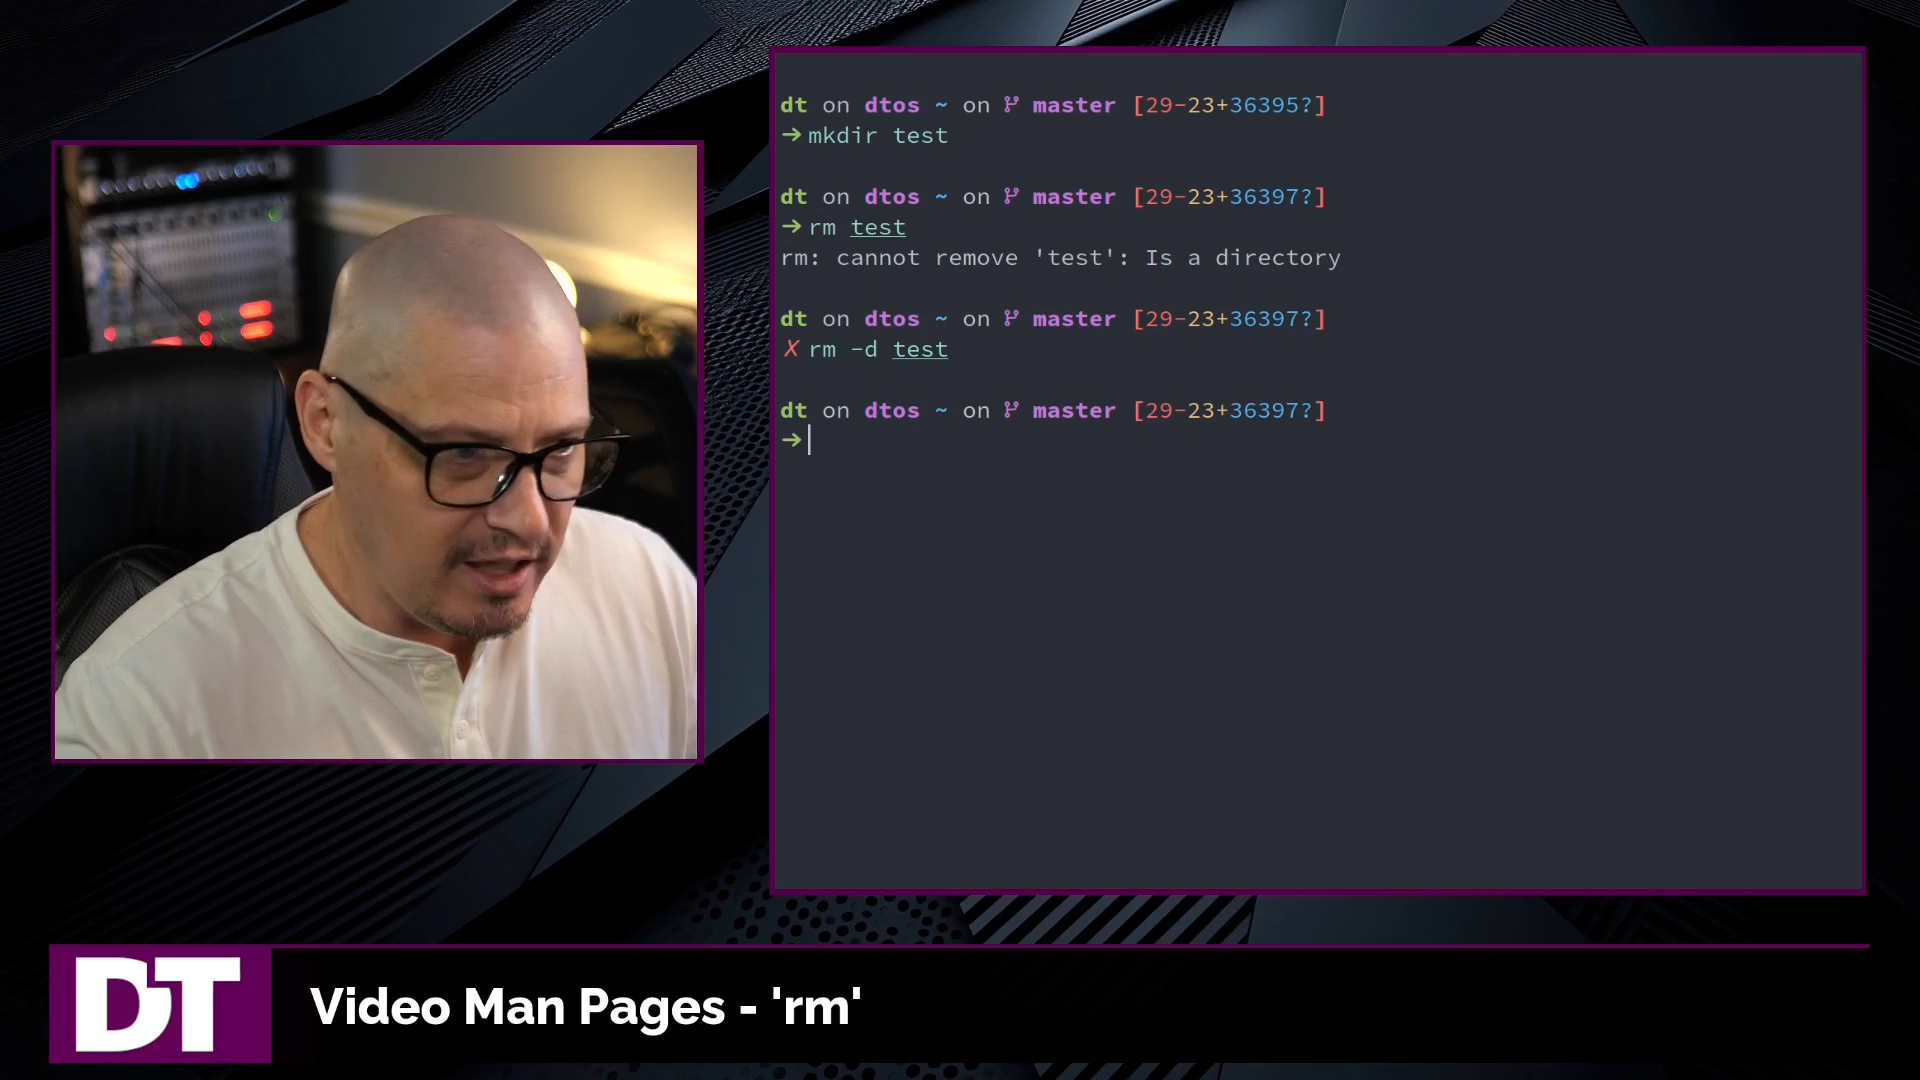 dt on dtos ~ on master [29-23+36395?]
→ mkdir test
dt on dtos ~ on master [29-23+36397?]
→ rm test
rm: cannot remove 'test': Is a directory
dt on dtos ~ on master [29-23+36397?]
✗ rm -d test
dt on dtos ~ on master [29-23+36397?]
→
DT
Video Man Pages - 'rm'